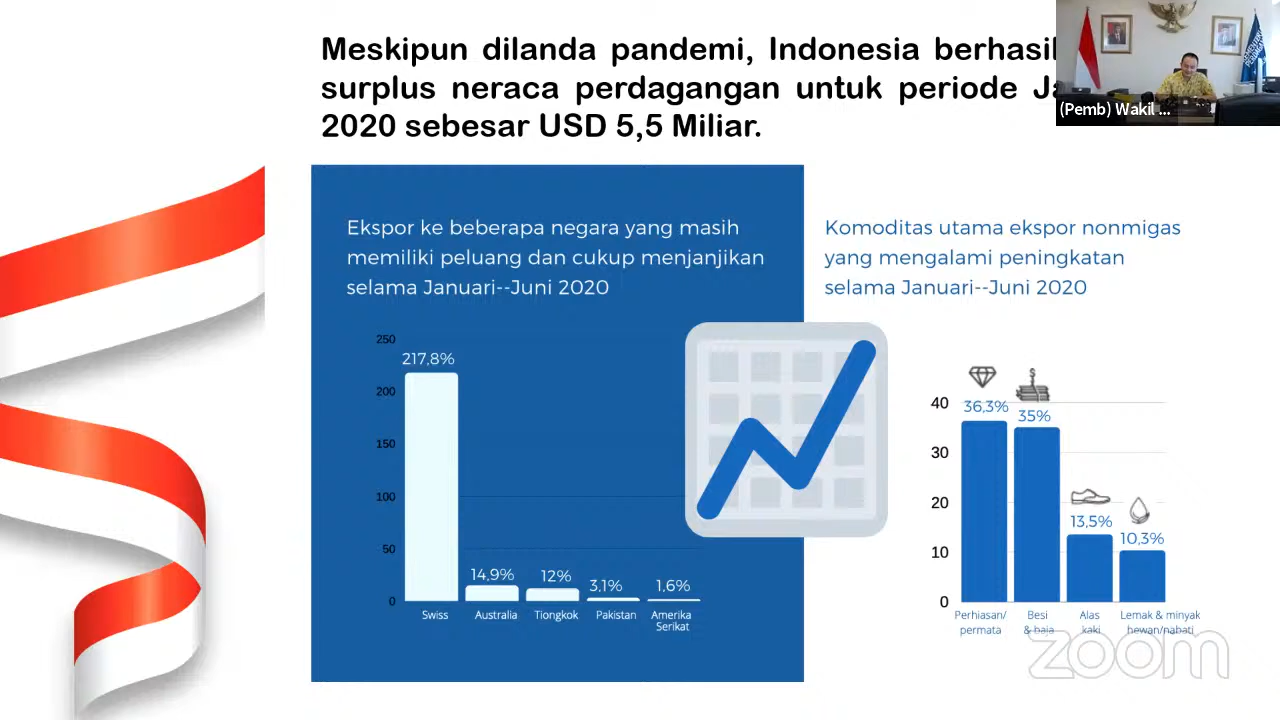 Meskipun dilanda pandemi, Indonesia berhasil
surplus neraca perdagangan untuk periode
2020 sebesar USD 5,5 Miliar.
(Pemb) Wakil ...
Ekspor ke beberapa negara yang masih
memiliki peluang dan cukup menjanjikan
selama Januari--Juni 2020
250
200
150
100
50
0
217,8%
14,9%
12%
3,1%
1,6%
Swiss
Australia
Tiongkok
Pakistan
Amerika
Serikat
Komoditas utama ekspor nonmigas
yang mengalami peningkatan
selama Januari--Juni 2020
40
30
20
10
0
36,3%
35%
13,5%
10,3%
Perhiasan/
permata
Besi
& baja
Alas
kaki
Lemak & minyak
hewan/nabati
zoom